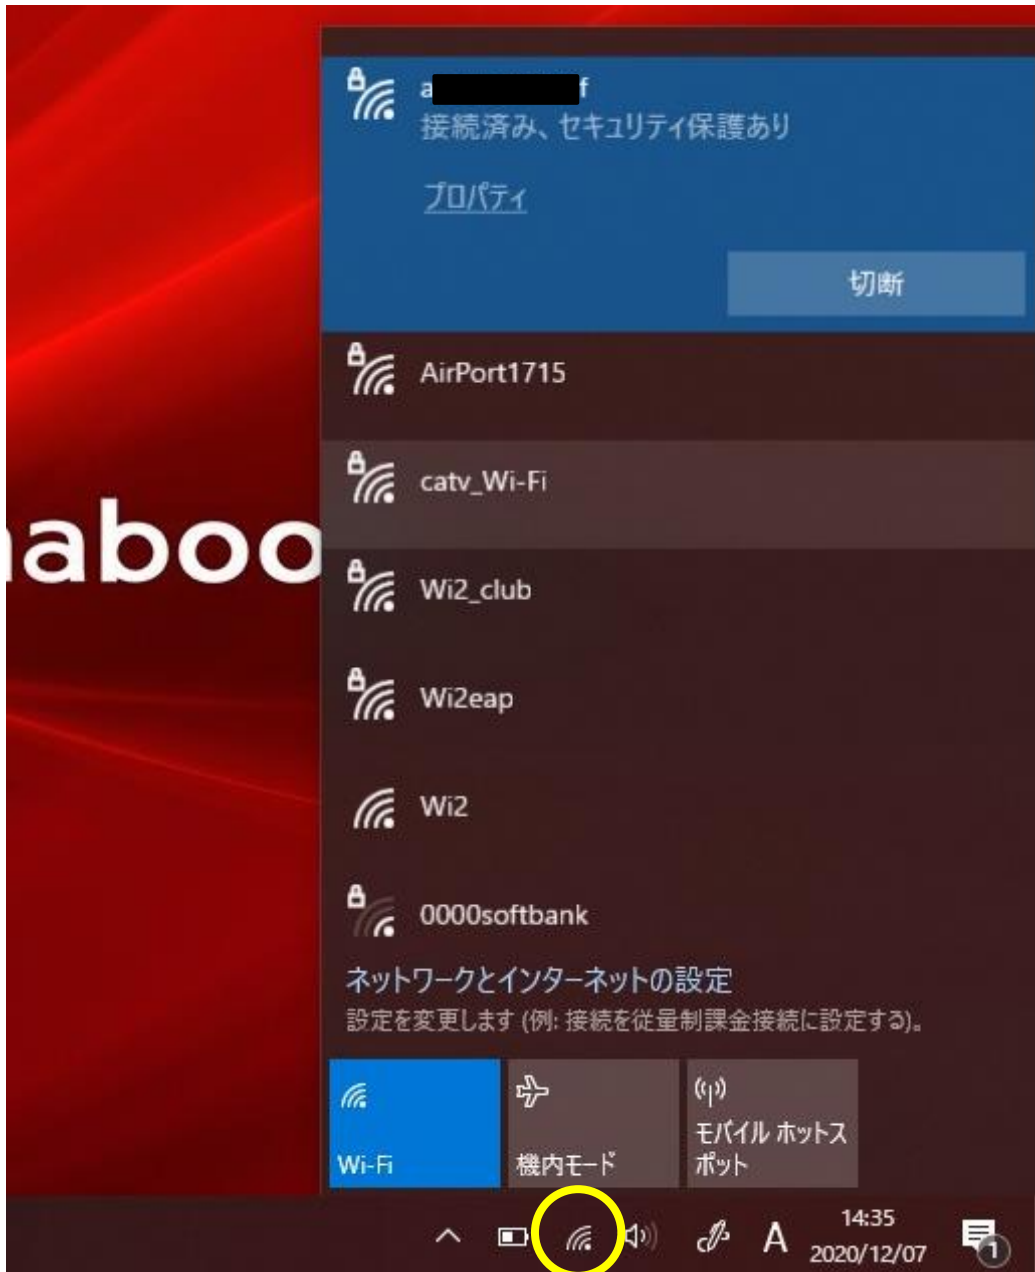 a
f
接続済み、セキュリティ保護あり
プロパティ
切断
AirPort1715
catv_Wi-Fi
aboo
Wi2_club
Wi2eap
Wi2
0000softbank
ネットワークとインターネットの設定
設定を変更します (例: 接続を従量制課金接続に設定する)。
Wi-Fi
機内モード
モバイル ホットス
ポット
A
14:35
2020/12/07
1